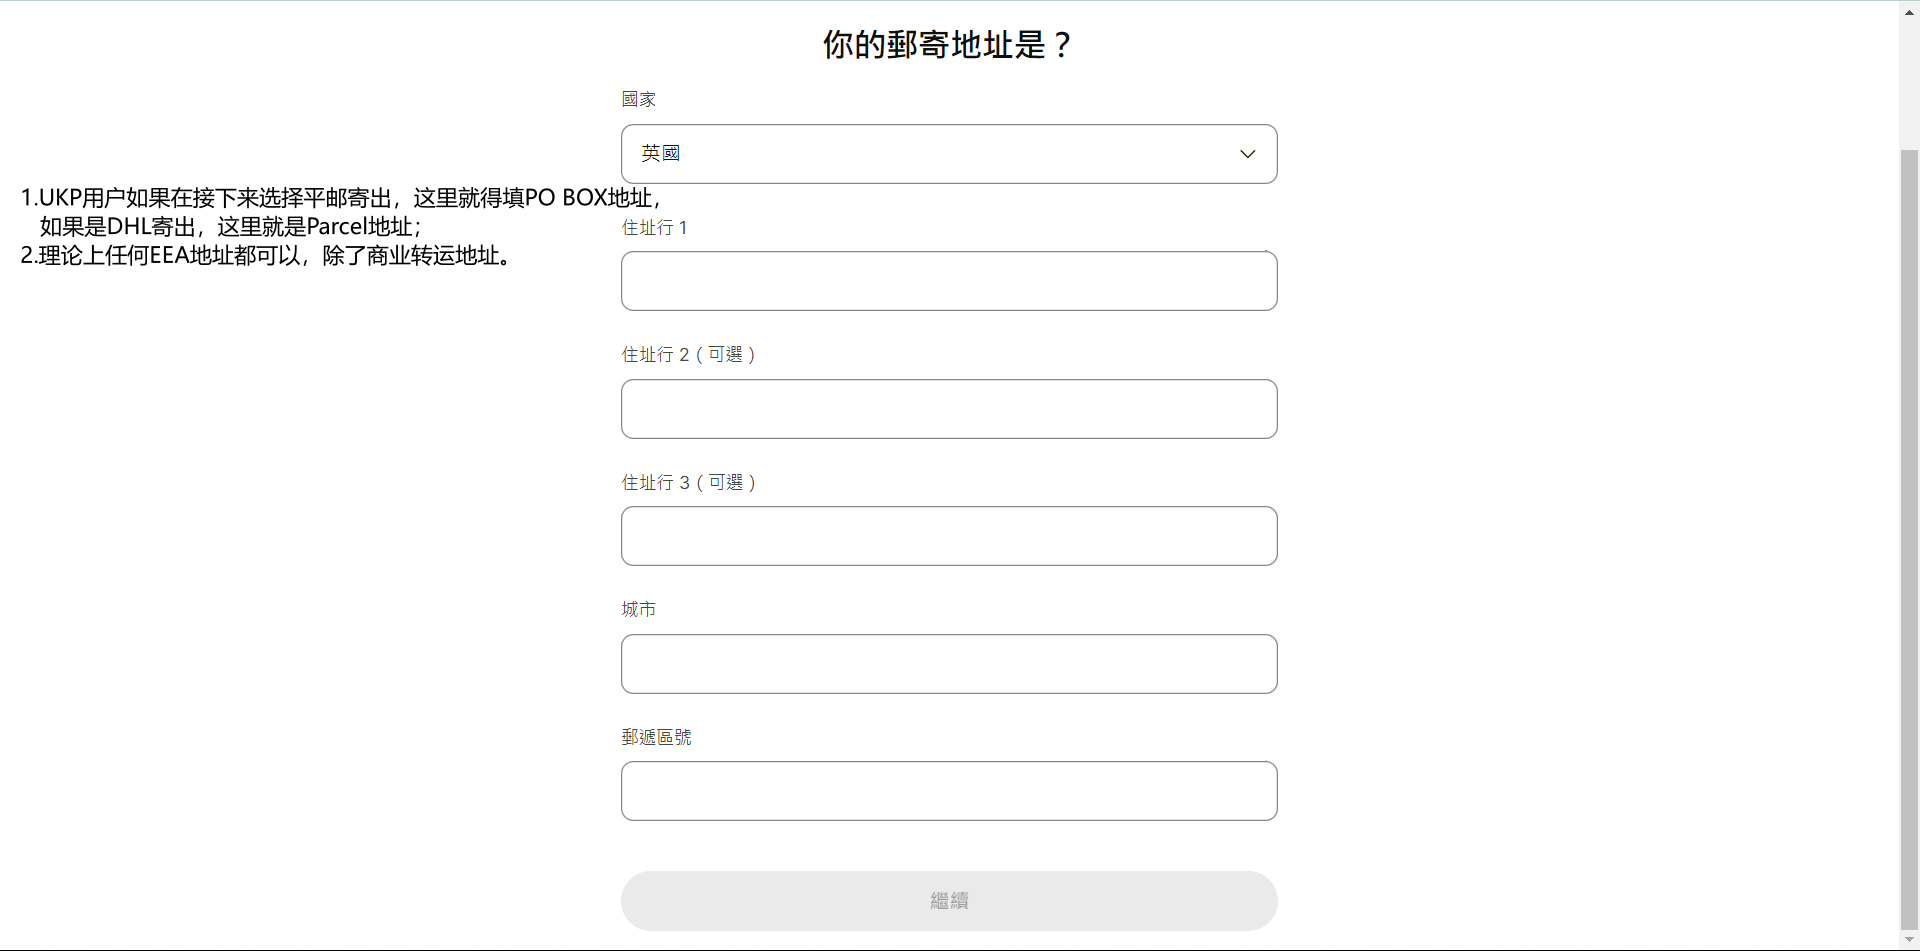 你的郵寄地址是？
國家
英國
1.UKP用户如果在接下来选择平邮寄出，这里就得填PO BOX地址，
如果是DHL寄出，这里就是Parcel地址；
2.理论上任何EEA地址都可以，除了商业转运地址。
住址行 1
住址行 2 ( 可選 )
住址行 3 ( 可選 )
城市
郵遞區號
繼續